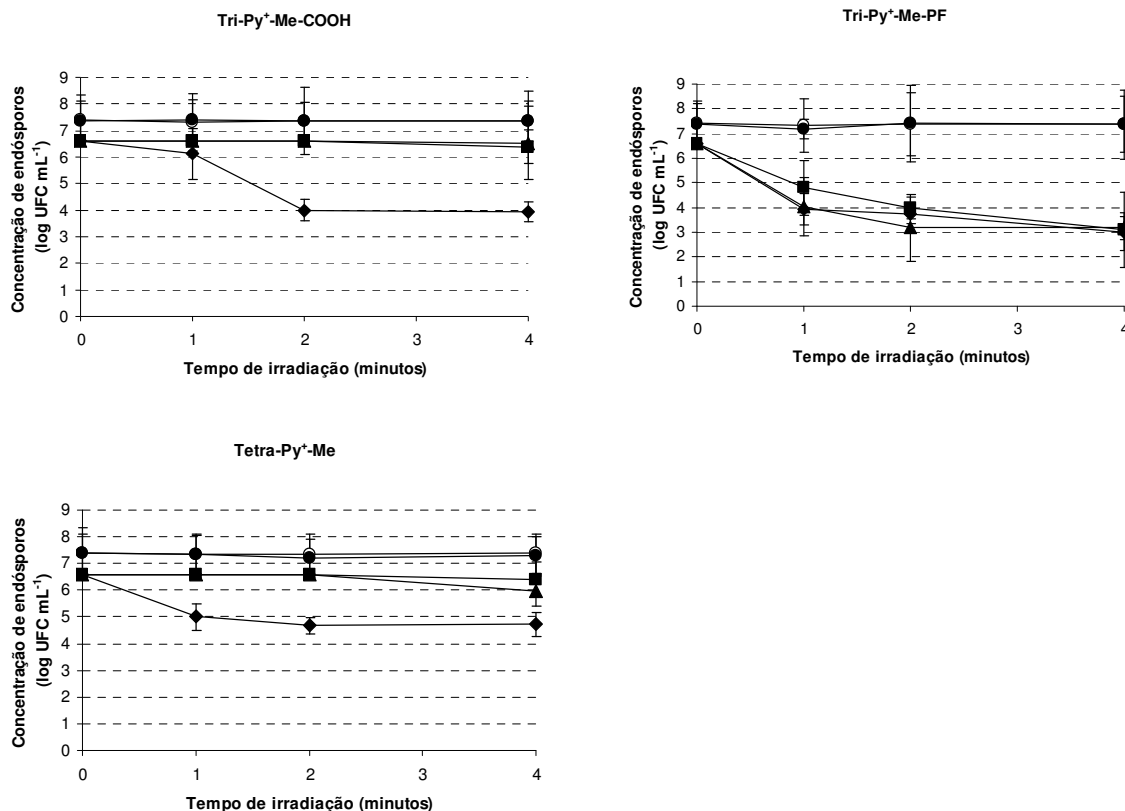 Tri-Py⁺-Me-COOH
Concentração de endósporos
(log UFC mL⁻¹)
9
8
7
6
5
4
3
2
1
0
0 1 2 3 4
Tempo de irradiação (minutos)
Tri-Py⁺-Me-PF
Concentração de endósporos
(log UFC mL⁻¹)
9
8
7
6
5
4
3
2
1
0
0 1 2 3 4
Tempo de irradiação (minutos)
Tetra-Py⁺-Me
Concentração de endósporos
(log UFC mL⁻¹)
9
8
7
6
5
4
3
2
1
0
0 1 2 3 4
Tempo de irradiação (minutos)